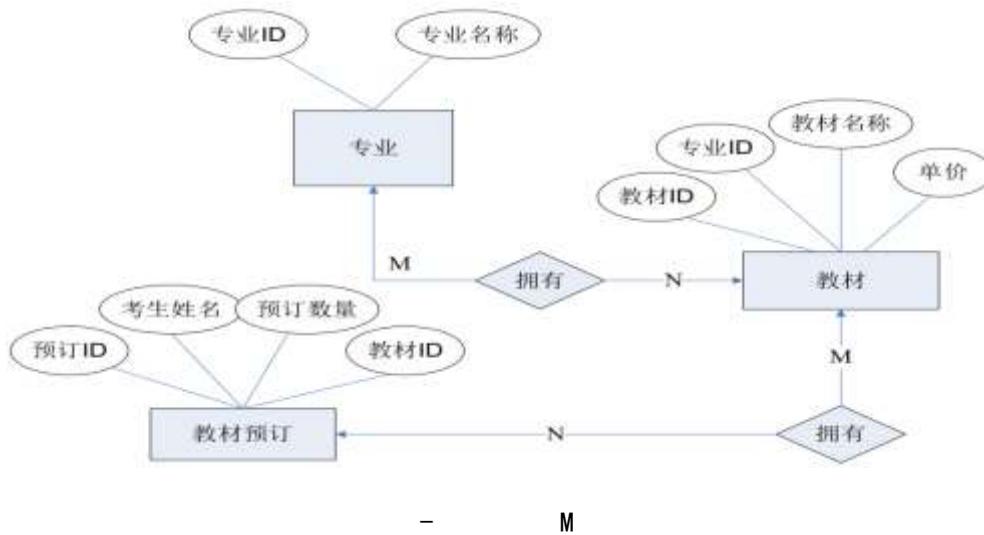 专业ID
专业名称
专业
教材名称
专业ID
单价
教材ID
M
拥有
N
教材
考生姓名
预订数量
预订ID
教材ID
M
教材预订
N
拥有
- M